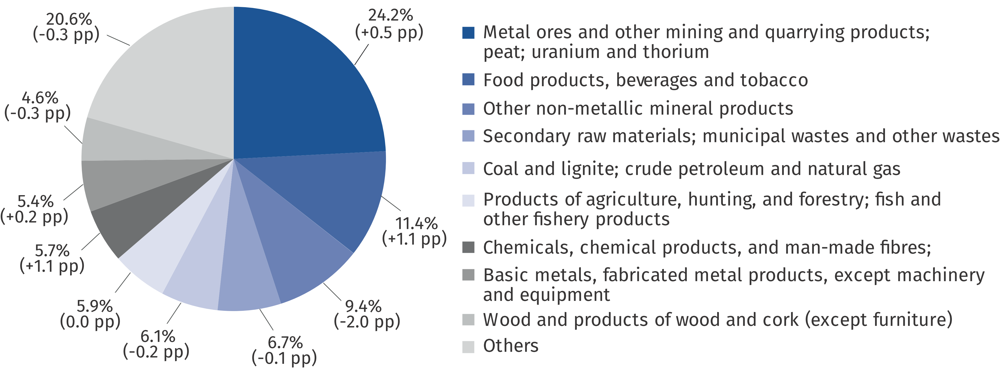 24.2%
(+0.5 pp)
11.4%
(+1.1 pp)
9.4%
(-2.0 pp)
6.7%
(-0.1 pp)
6.1%
(-0.2 pp)
5.9%
(0.0 pp)
5.7%
(+1.1 pp)
5.4%
(+0.2 pp)
4.6%
(-0.3 pp)
20.6%
(-0.3 pp)
Metal ores and other mining and quarrying products;
peat; uranium and thorium
Food products, beverages and tobacco
Other non-metallic mineral products
Secondary raw materials; municipal wastes and other wastes
Coal and lignite; crude petroleum and natural gas
Products of agriculture, hunting, and forestry; fish and
other fishery products
Chemicals, chemical products, and man-made fibres;
Basic metals, fabricated metal products, except machinery
and equipment
Wood and products of wood and cork (except furniture)
Others